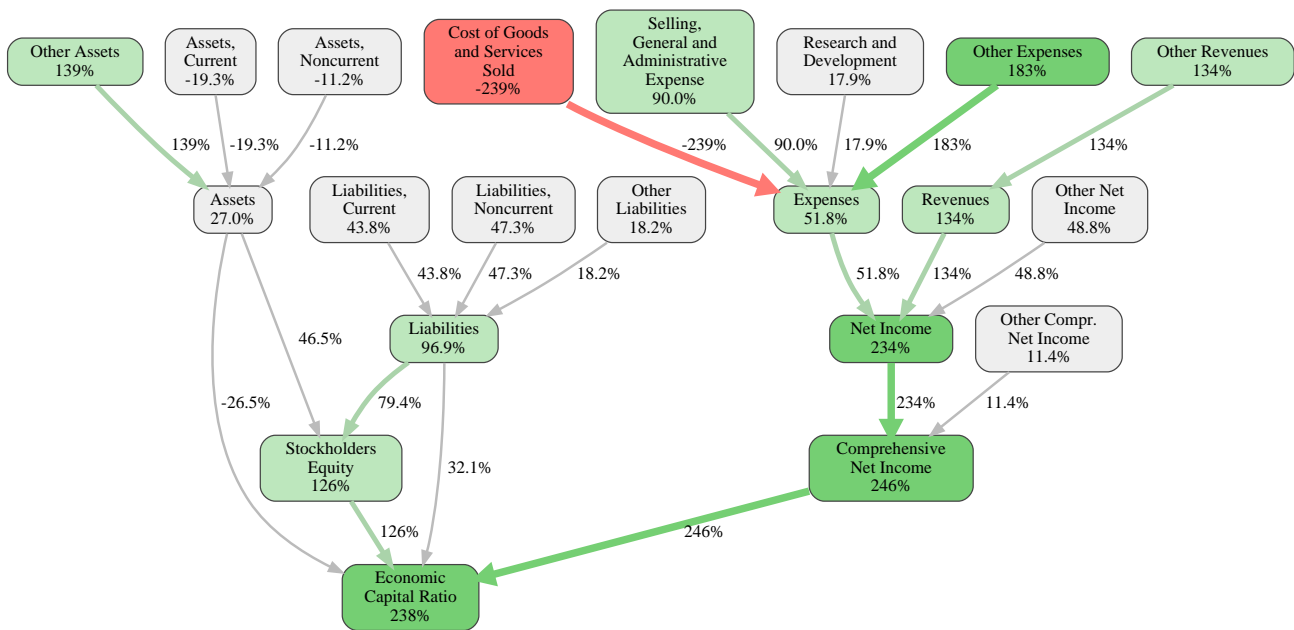 Other Assets
139%
Assets,
Current
-19.3%
Assets,
Noncurrent
-11.2%
Cost of Goods
and Services
Sold
-239%
Selling,
General and
Administrative
Expense
90.0%
Research and
Development
17.9%
Other Expenses
183%
Other Revenues
134%
139%
-19.3%
-11.2%
-239%
90.0%
17.9%
183%
134%
Assets
27.0%
Liabilities,
Current
43.8%
Liabilities,
Noncurrent
47.3%
Other
Liabilities
18.2%
Expenses
51.8%
Revenues
134%
Other Net
Income
48.8%
43.8%
47.3%
18.2%
51.8%
134%
48.8%
46.5%
Liabilities
96.9%
Net Income
234%
Other Compr.
Net Income
11.4%
-26.5%
79.4%
234%
11.4%
Stockholders
Equity
126%
32.1%
Comprehensive
Net Income
246%
126%
246%
Economic
Capital Ratio
238%